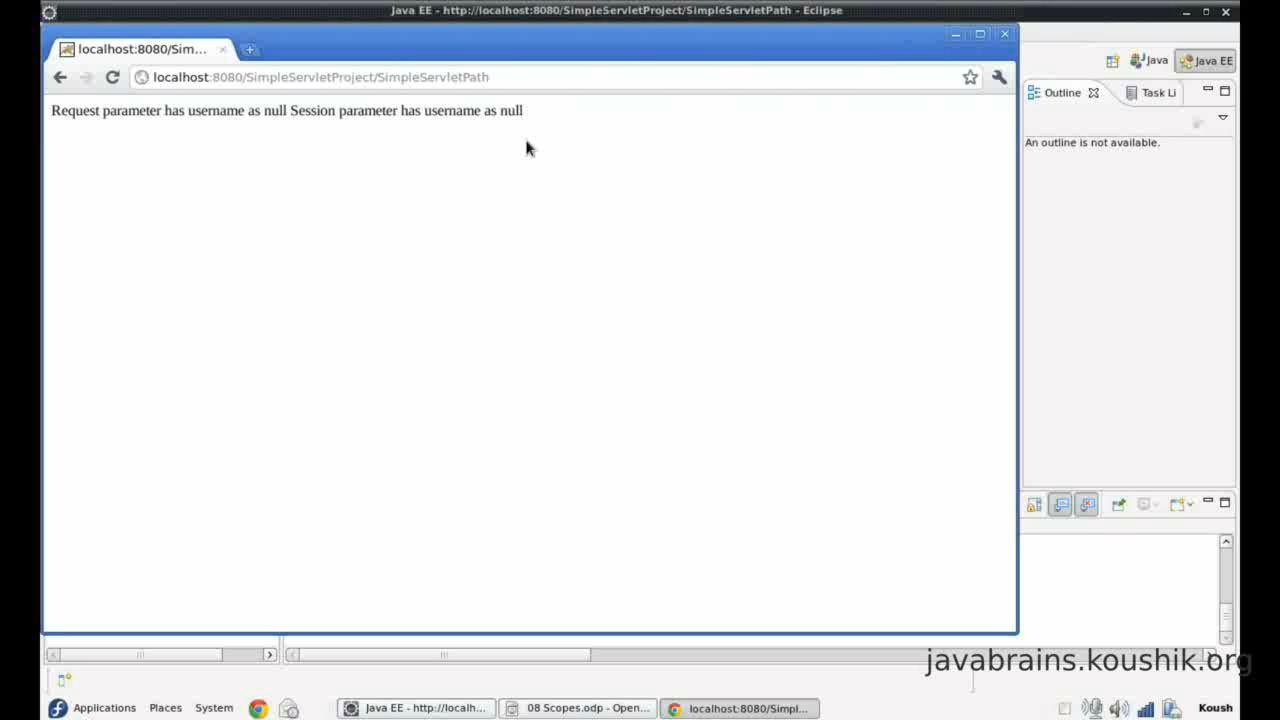 Java EE - http://localhost:8080/SimpleServletProject/SimpleServletPath - Eclipse
localhost:8080/Sim...
Java
Java EE
localhost:8080/SimpleServletProject/SimpleServletPath
Outline
Task Li
Request parameter has username as null Session parameter has username as null
An outline is not available.
javabrains.koushik.org
Applications
Places
System
Java EE - http://localh...
08 Scopes.odp - Open...
localhost:8080/Simpl...
Koush